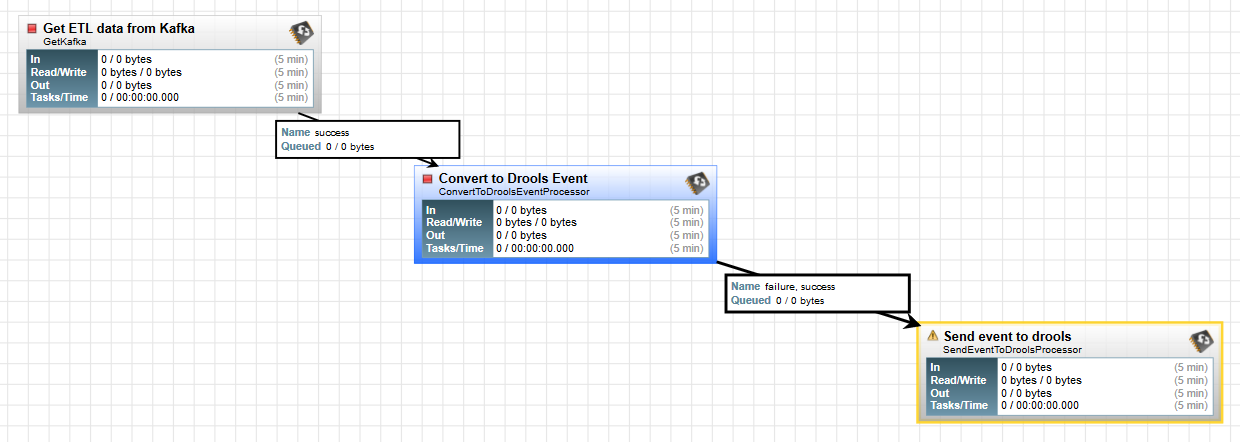 Get ETL data from Kafka
GetKafka
In 0 / 0 bytes (5 min)
Read/Write 0 bytes / 0 bytes (5 min)
Out 0 / 0 bytes (5 min)
Tasks/Time 0 / 00:00:00.000 (5 min)
Name success
Queued 0 / 0 bytes
Convert to Drools Event
ConvertToDroolsEventProcessor
In 0 / 0 bytes (5 min)
Read/Write 0 bytes / 0 bytes (5 min)
Out 0 / 0 bytes (5 min)
Tasks/Time 0 / 00:00:00.000 (5 min)
Name failure, success
Queued 0 / 0 bytes
Send event to drools
SendEventToDroolsProcessor
In 0 / 0 bytes (5 min)
Read/Write 0 bytes / 0 bytes (5 min)
Out 0 / 0 bytes (5 min)
Tasks/Time 0 / 00:00:00.000 (5 min)